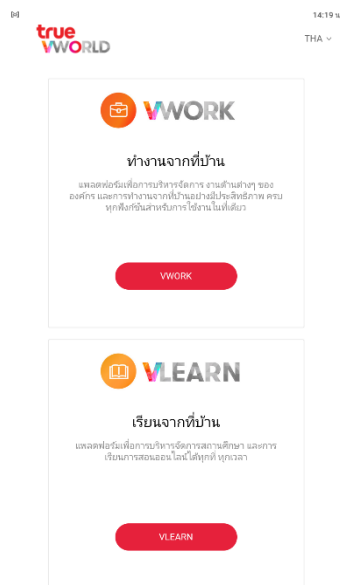 14:19 น
true
VWORLD
THA
VWORK
ทำงานจากที่บ้าน
แพลตฟอร์มเพื่อการบริหารจัดการ งานด้านต่างๆ ของ
องค์กร และการทำงานจากที่บ้านอย่างมีประสิทธิภาพ ครบ
ทุกฟังก์ชันสำหรับการใช้งานในที่เดียว
VWORK
VLEARN
เรียนจากที่บ้าน
แพลตฟอร์มเพื่อการบริหารจัดการสถานศึกษา และการ
เรียนการสอนออนไลน์ได้ทุกที่ ทุกเวลา
VLEARN